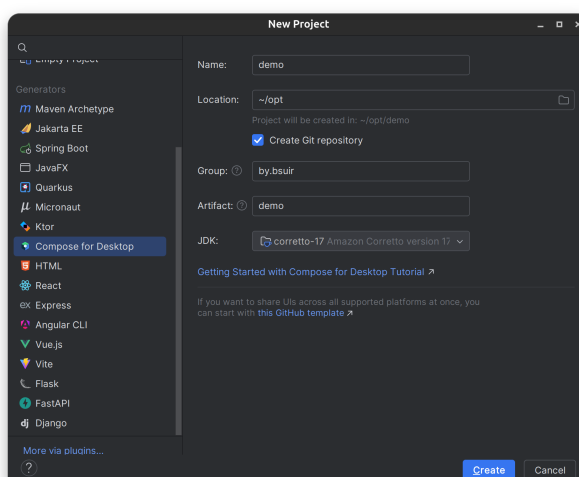 New Project
Empty Project
Generators
Maven Archetype
Jakarta EE
Spring Boot
JavaFX
Quarkus
Micronaut
Ktor
Compose for Desktop
HTML
React
Express
Angular CLI
Vue.js
Vite
Flask
FastAPI
Django
More via plugins...
Name: demo
Location: ~/opt
Project will be created in: ~/opt/demo
Create Git repository
Group: by.bsuir
Artifact: demo
JDK: corretto-17 Amazon Corretto version 17
Getting Started with Compose for Desktop Tutorial ↗
If you want to share UIs across all supported platforms at once, you
can start with this GitHub template ↗
?
Create Cancel